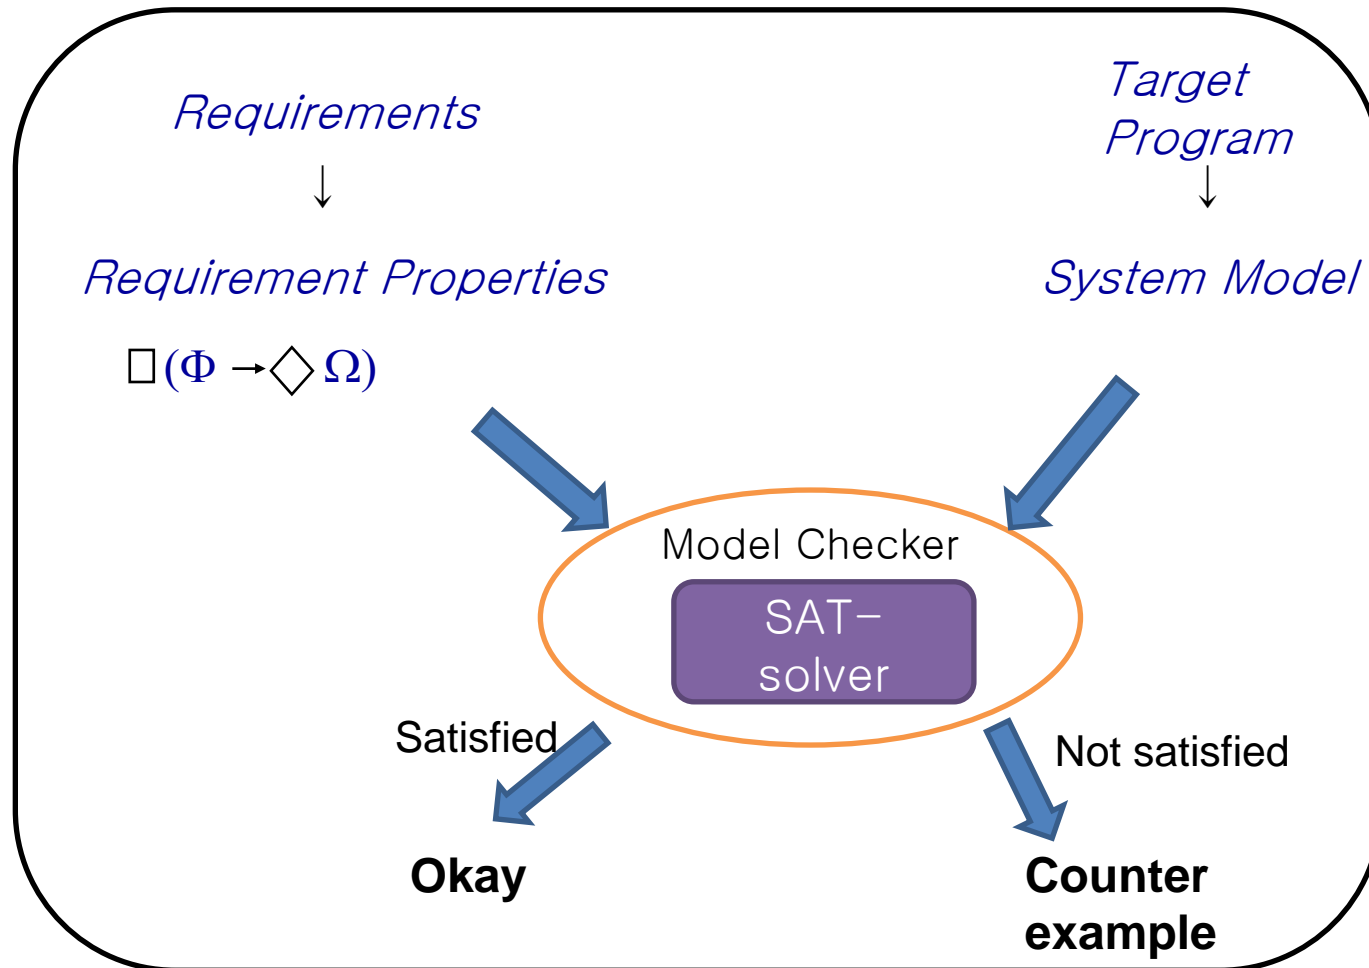 Requirements
Target
Program
↓
↓
Requirement Properties
System Model
□(Φ→◇Ω)
Model Checker
SAT-
solver
Satisfied
Not satisfied
Okay
Counter
example